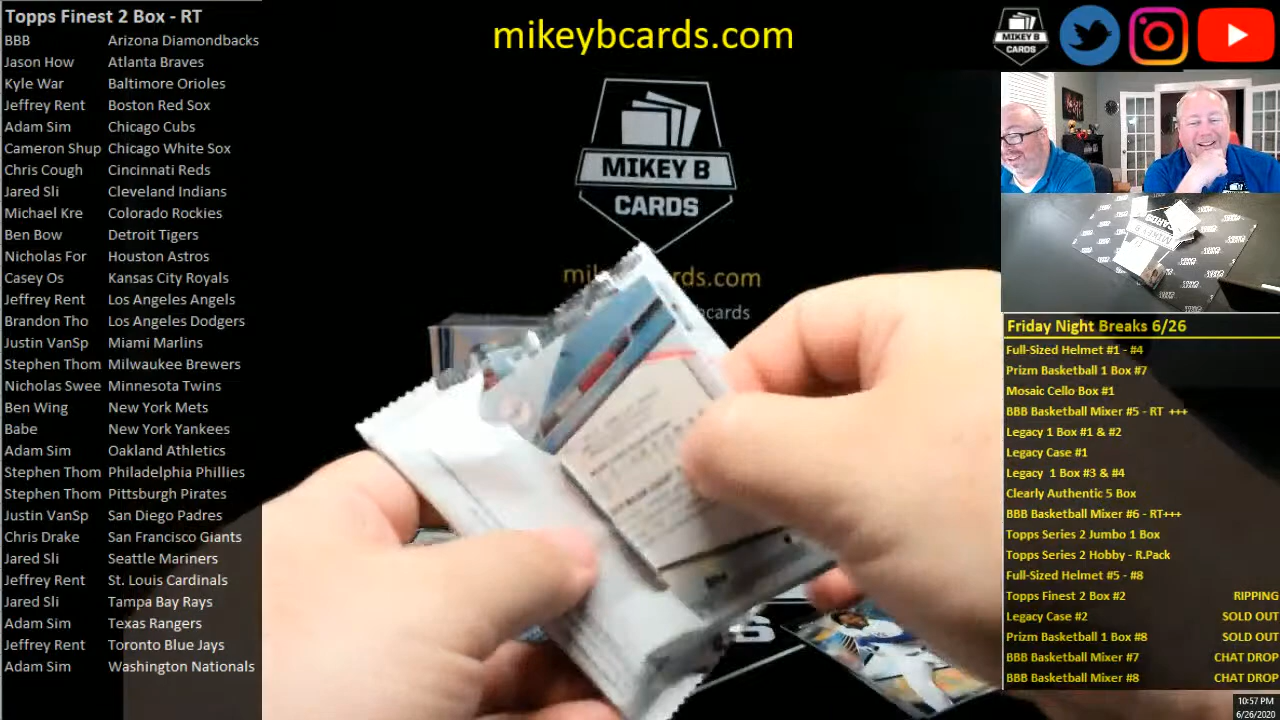 Topps Finest 2 Box - RT
BBB Arizona Diamondbacks
Jason How Atlanta Braves
Kyle War Baltimore Orioles
Jeffrey Rent Boston Red Sox
Adam Sim Chicago Cubs
Cameron Shup Chicago White Sox
Chris Cough Cincinnati Reds
Jared Sli Cleveland Indians
Michael Kre Colorado Rockies
Ben Bow Detroit Tigers
Nicholas For Houston Astros
Casey Os Kansas City Royals
Jeffrey Rent Los Angeles Angels
Brandon Tho Los Angeles Dodgers
Justin VanSp Miami Marlins
Stephen Thom Milwaukee Brewers
Nicholas Swee Minnesota Twins
Ben Wing New York Mets
Babe New York Yankees
Adam Sim Oakland Athletics
Stephen Thom Philadelphia Phillies
Stephen Thom Pittsburgh Pirates
Justin VanSp San Diego Padres
Chris Drake San Francisco Giants
Jared Sli Seattle Mariners
Jeffrey Rent St. Louis Cardinals
Jared Sli Tampa Bay Rays
Adam Sim Texas Rangers
Jeffrey Rent Toronto Blue Jays
Adam Sim Washington Nationals
mikeybcards.com
MIKEY B
CARDS
MIKEY B
CARDS
Friday Night Breaks 6/26
Full-Sized Helmet #1 - #4
Prizm Basketball 1 Box #7
Mosaic Cello Box #1
BBB Basketball Mixer #5 - RT +++
Legacy 1 Box #1 & #2
Legacy Case #1
Legacy 1 Box #3 & #4
Clearly Authentic 5 Box
BBB Basketball Mixer #6 - RT+++
Topps Series 2 Jumbo 1 Box
Topps Series 2 Hobby - R.Pack
Full-Sized Helmet #5 - #8
Topps Finest 2 Box #2 RIPPING
Legacy Case #2 SOLD OUT
Prizm Basketball 1 Box #8 SOLD OUT
BBB Basketball Mixer #7 CHAT DROP
BBB Basketball Mixer #8 CHAT DROP
10:57 PM
6/26/2020